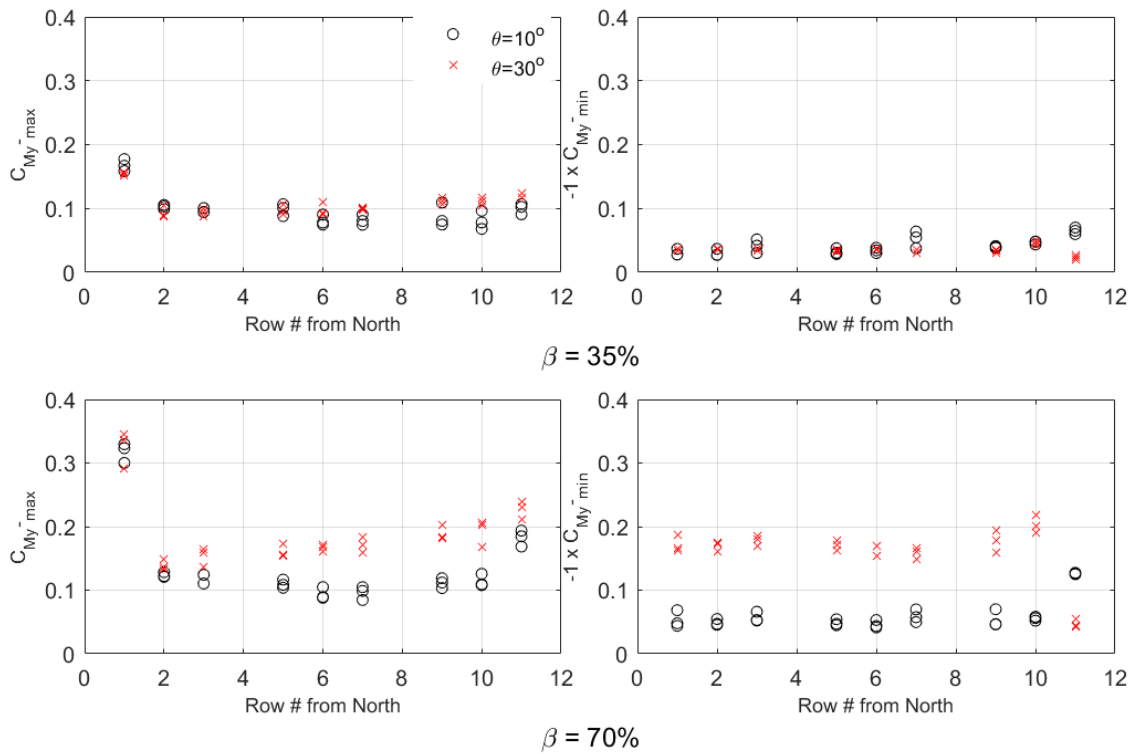 0.4
0.3
0.2
0.1
0
C_My-max
θ=10°
θ=30°
0 2 4 6 8 10 12
Row # from North
0.4
0.3
0.2
0.1
0
-1 x C_My-min
0 2 4 6 8 10 12
Row # from North
β = 35%
0.4
0.3
0.2
0.1
0
C_My-max
0 2 4 6 8 10 12
Row # from North
0.4
0.3
0.2
0.1
0
-1 x C_My-min
0 2 4 6 8 10 12
Row # from North
β = 70%